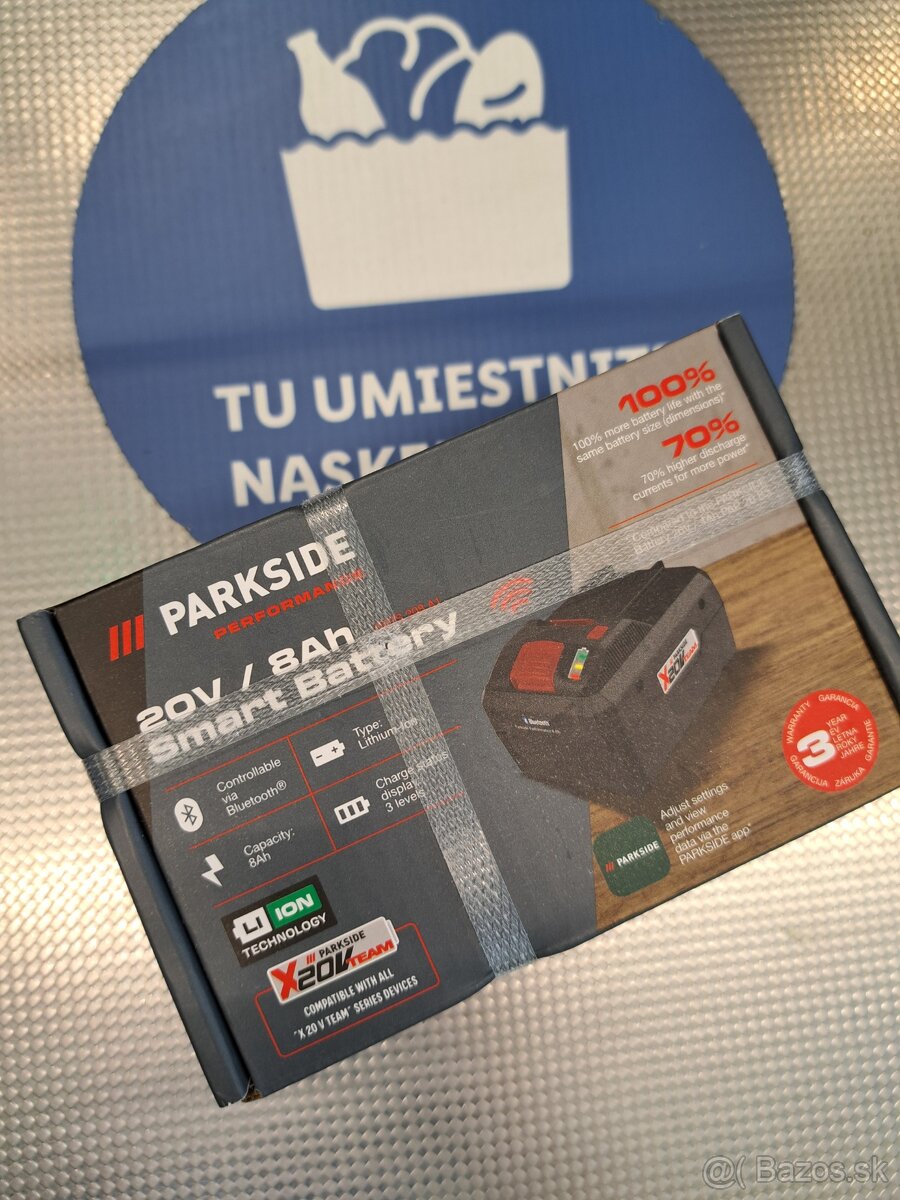 TU UMIESTNITE
100%
100% more battery life with the
same battery size (dimensions)*
70%
70% higher discharge
currents for more power*
PARKSIDE
PERFORMANCE
20V / 8Ah
Smart Battery
Controllable
via
Bluetooth®
Type:
Lithium-Ion
Capacity:
8Ah
Charge status
display
3 levels
Bluetooth
X20V TEAM
WARRANTY GARANCIA
3
YEAR
ÉV
LETNÁ
ROKY
JAHRE
GARANCIJA ZÁRUKA GARANTIE
PARKSIDE
Adjust settings
and view
performance
data via the
PARKSIDE app*
LI ION
TECHNOLOGY
PARKSIDE
X20V TEAM
COMPATIBLE WITH ALL
"X 20 V TEAM" SERIES DEVICES
@( Bazos.sk